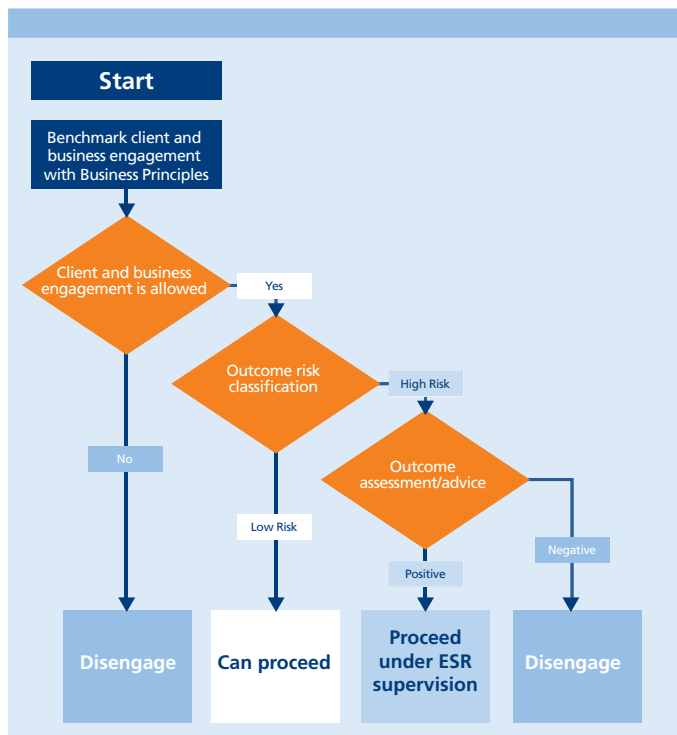 Start
Benchmark client and
business engagement
with Business Principles
Client and business
engagement is allowed
Yes
Outcome risk
classification
High Risk
No
Outcome
assessment/advice
Low Risk
Negative
Positive
Disengage
Can proceed
Proceed
under ESR
supervision
Disengage